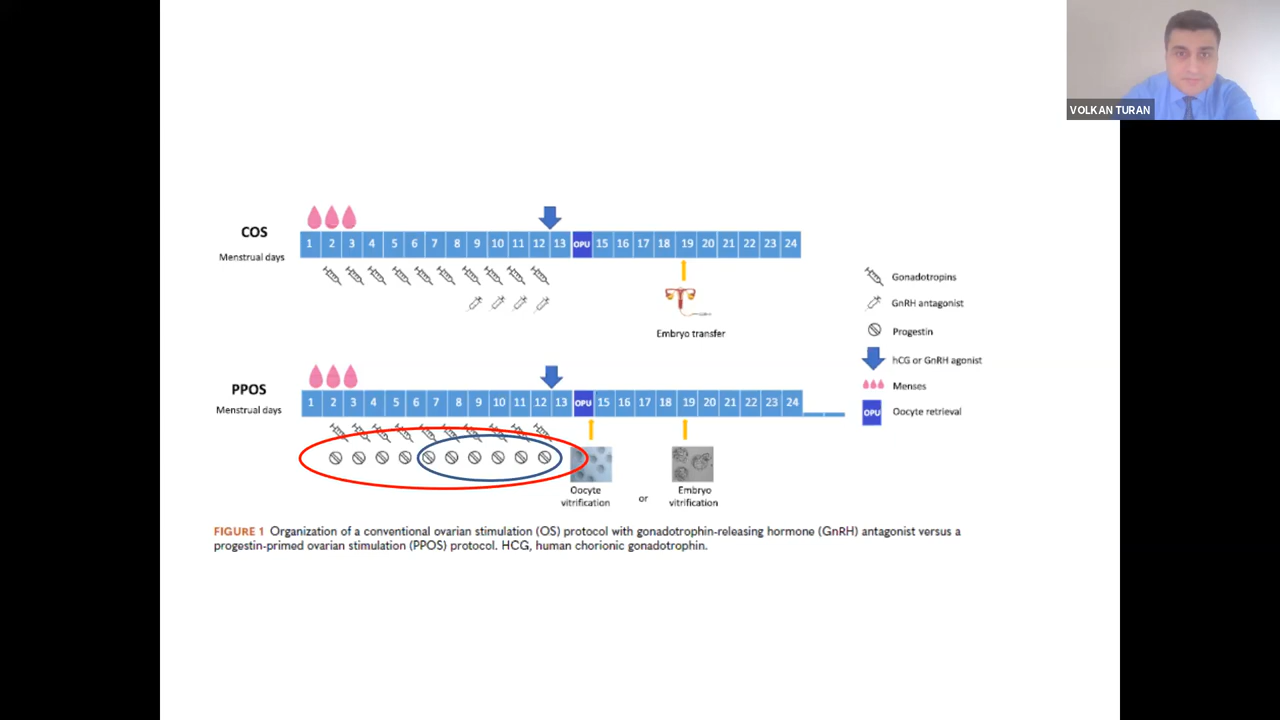 VOLKAN TURAN
COS
Menstrual days
1 2 3 4 5 6 7 8 9 10 11 12 13 OPU 15 16 17 18 19 20 21 22 23 24
Embryo transfer
Gonadotropins
GnRH antagonist
Progestin
hCG or GnRH agonist
Menses
OPU Oocyte retrieval
PPOS
Menstrual days
1 2 3 4 5 6 7 8 9 10 11 12 13 OPU 15 16 17 18 19 20 21 22 23 24
Oocyte
vitrification
or
Embryo
vitrification
FIGURE 1 Organization of a conventional ovarian stimulation (OS) protocol with gonadotrophin-releasing hormone (GnRH) antagonist versus a
progestin-primed ovarian stimulation (PPOS) protocol. HCG, human chorionic gonadotrophin.